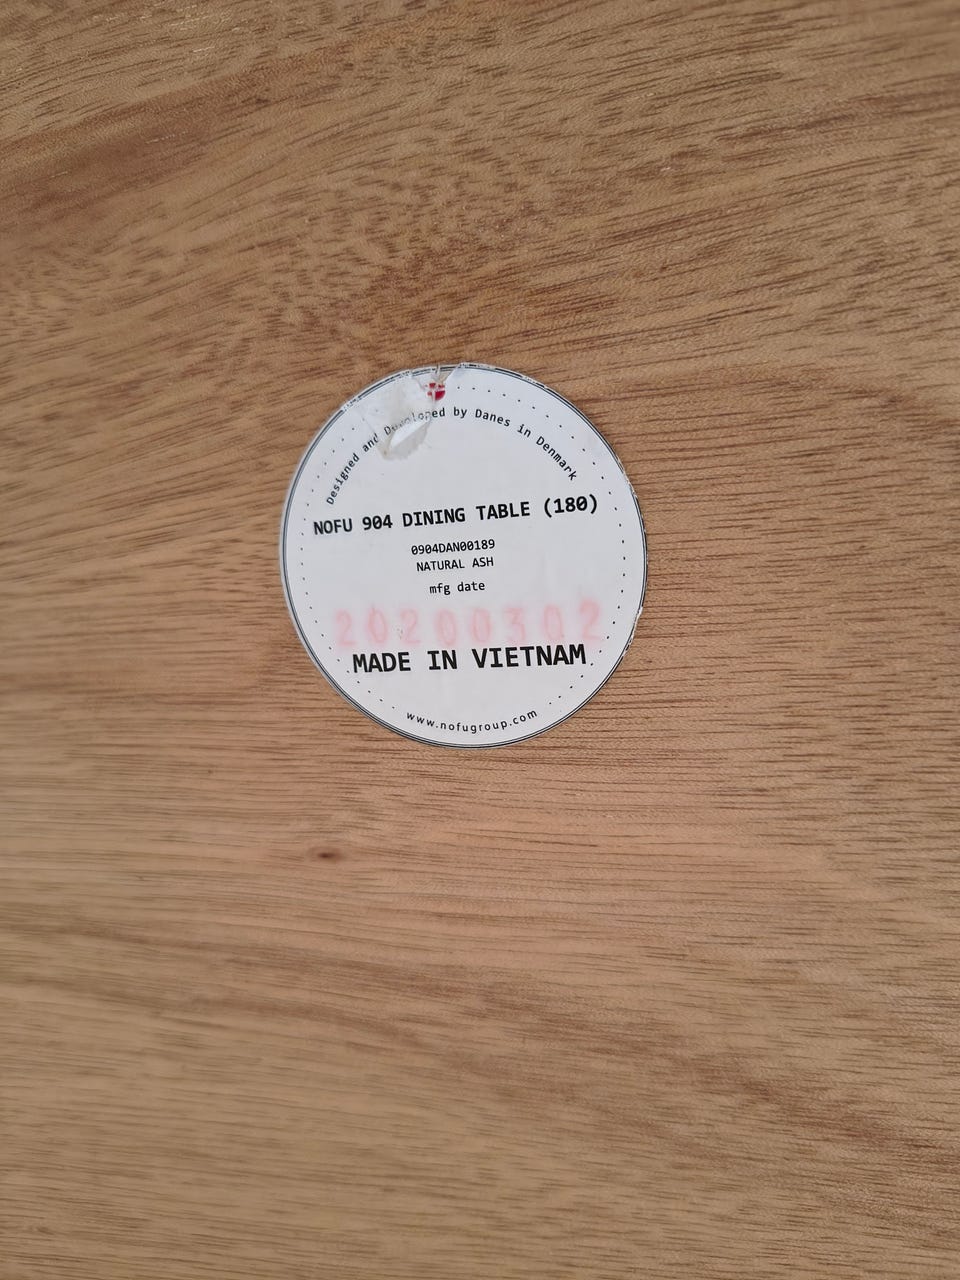 Designed and Developed by Danes in Denmark
NOFU 904 DINING TABLE (180)
0904DAN00189
NATURAL ASH
mfg date
20200302
MADE IN VIETNAM
www.nofugroup.com